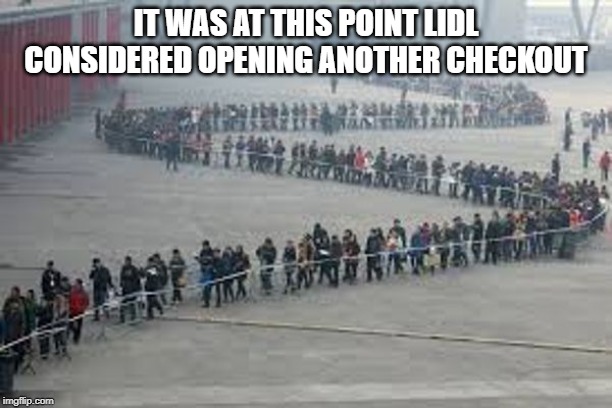 IT WAS AT THIS POINT LIDL
CONSIDERED OPENING ANOTHER CHECKOUT
imgflip.com